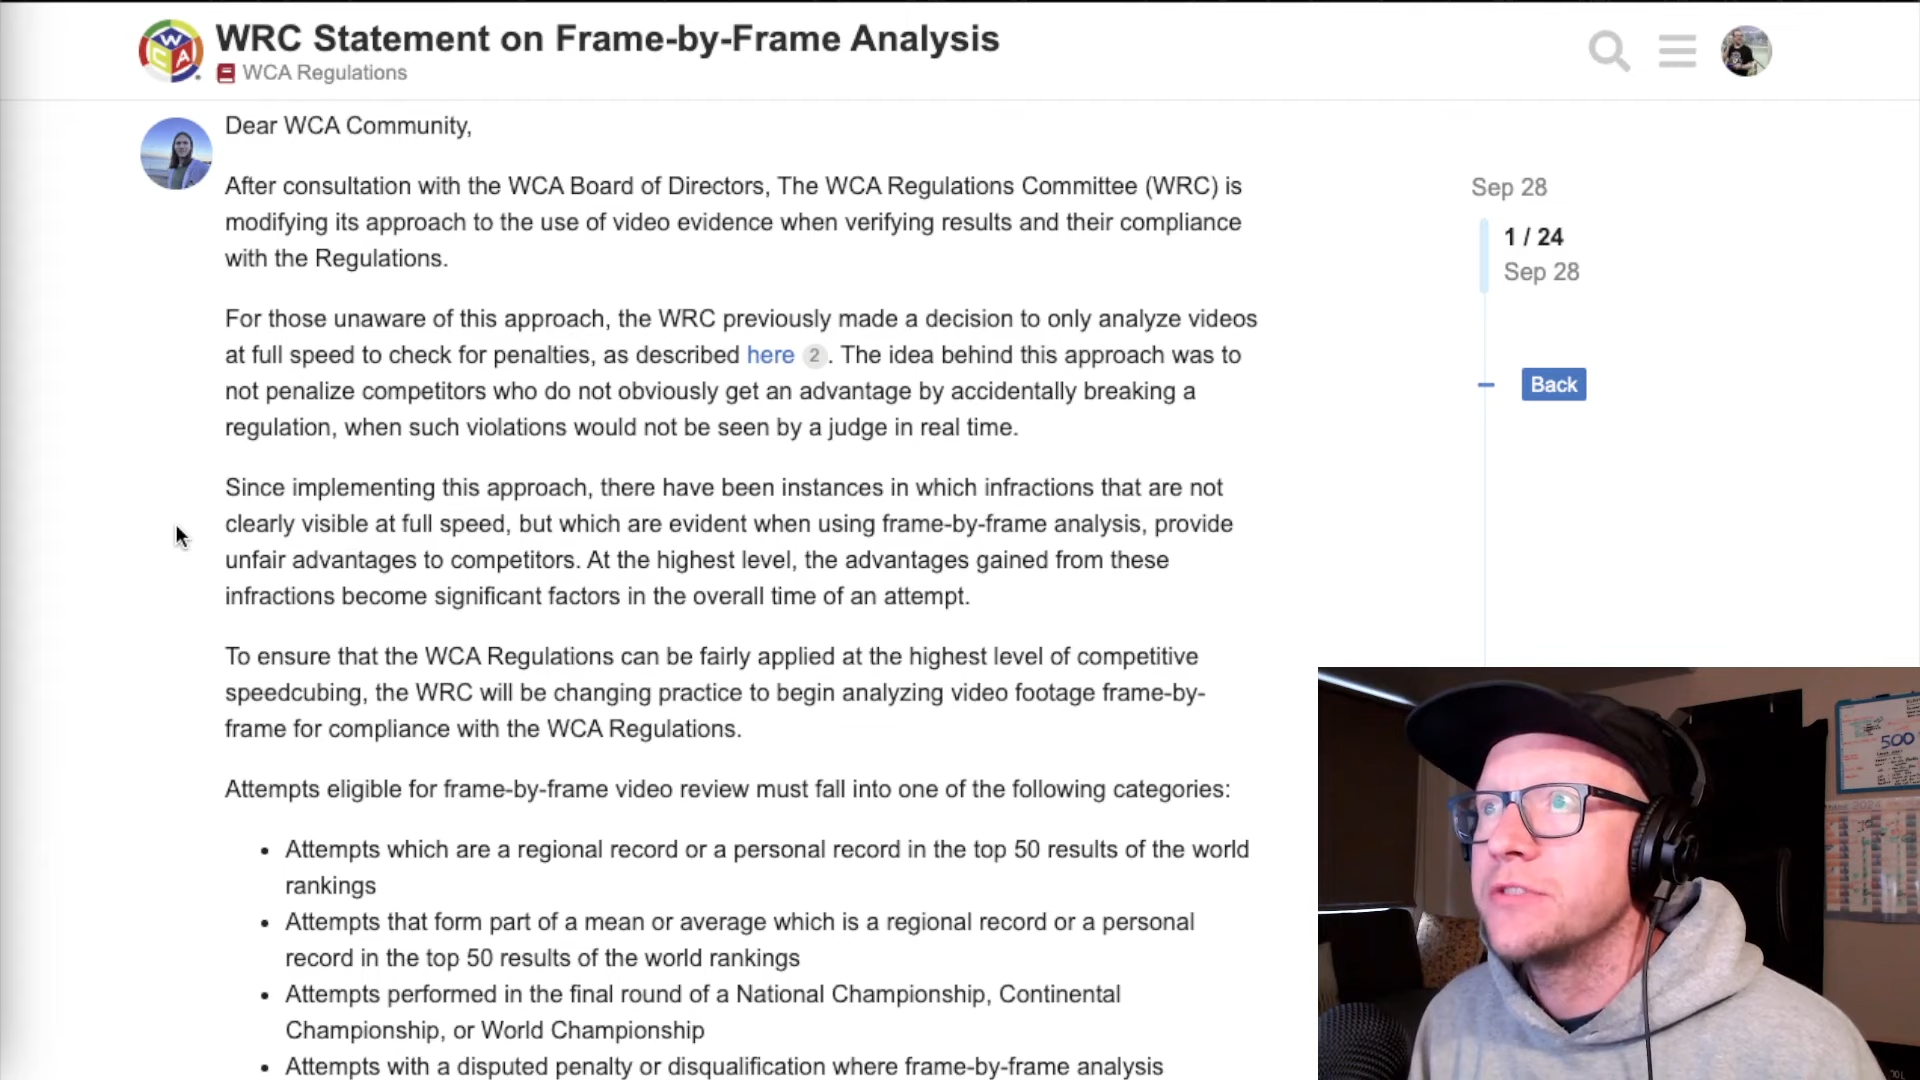 WRC Statement on Frame-by-Frame Analysis
WCA Regulations
Dear WCA Community,
After consultation with the WCA Board of Directors, The WCA Regulations Committee (WRC) is
modifying its approach to the use of video evidence when verifying results and their compliance
with the Regulations.
For those unaware of this approach, the WRC previously made a decision to only analyze videos
at full speed to check for penalties, as described here 2 . The idea behind this approach was to
not penalize competitors who do not obviously get an advantage by accidentally breaking a
regulation, when such violations would not be seen by a judge in real time.
Since implementing this approach, there have been instances in which infractions that are not
clearly visible at full speed, but which are evident when using frame-by-frame analysis, provide
unfair advantages to competitors. At the highest level, the advantages gained from these
infractions become significant factors in the overall time of an attempt.
To ensure that the WCA Regulations can be fairly applied at the highest level of competitive
speedcubing, the WRC will be changing practice to begin analyzing video footage frame-by-
frame for compliance with the WCA Regulations.
Attempts eligible for frame-by-frame video review must fall into one of the following categories:
• Attempts which are a regional record or a personal record in the top 50 results of the world
rankings
• Attempts that form part of a mean or average which is a regional record or a personal
record in the top 50 results of the world rankings
• Attempts performed in the final round of a National Championship, Continental
Championship, or World Championship
• Attempts with a disputed penalty or disqualification where frame-by-frame analysis
Sep 28
1 / 24
Sep 28
Back
500